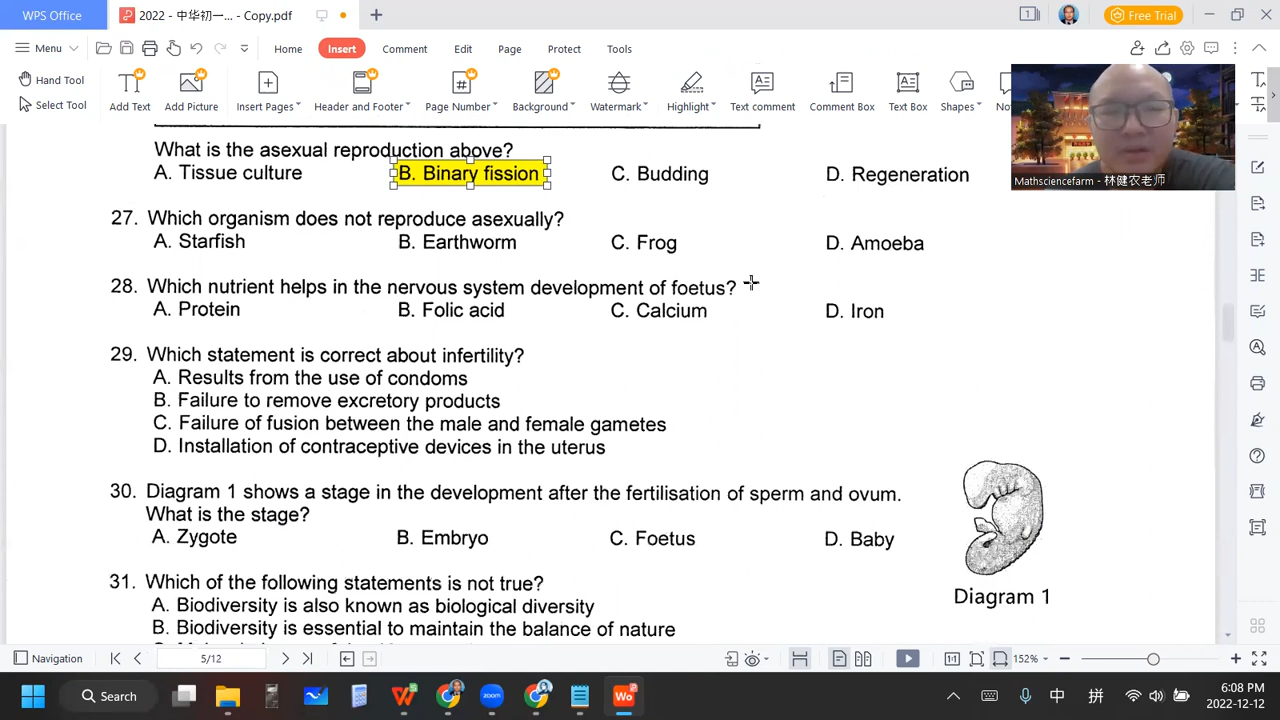 WPS Office
2022 - 中华初一... - Copy.pdf
1
Free Trial
Menu
Home
Insert
Comment
Edit
Page
Protect
Tools
Hand Tool
Select Tool
Add Text
Add Picture
Insert Pages
Header and Footer
Page Number
Background
Watermark
Highlight
Text comment
Comment Box
Text Box
Shapes
Mathsciencefarm - 林健农老师
What is the asexual reproduction above?
A. Tissue culture B. Binary fission C. Budding D. Regeneration
27. Which organism does not reproduce asexually?
A. Starfish B. Earthworm C. Frog D. Amoeba
28. Which nutrient helps in the nervous system development of foetus?
A. Protein B. Folic acid C. Calcium D. Iron
29. Which statement is correct about infertility?
A. Results from the use of condoms
B. Failure to remove excretory products
C. Failure of fusion between the male and female gametes
D. Installation of contraceptive devices in the uterus
30. Diagram 1 shows a stage in the development after the fertilisation of sperm and ovum.
What is the stage?
A. Zygote B. Embryo C. Foetus D. Baby
Diagram 1
31. Which of the following statements is not true?
A. Biodiversity is also known as biological diversity
B. Biodiversity is essential to maintain the balance of nature
Navigation
5/12
152%
Search
中
拼
6:08 PM
2022-12-12